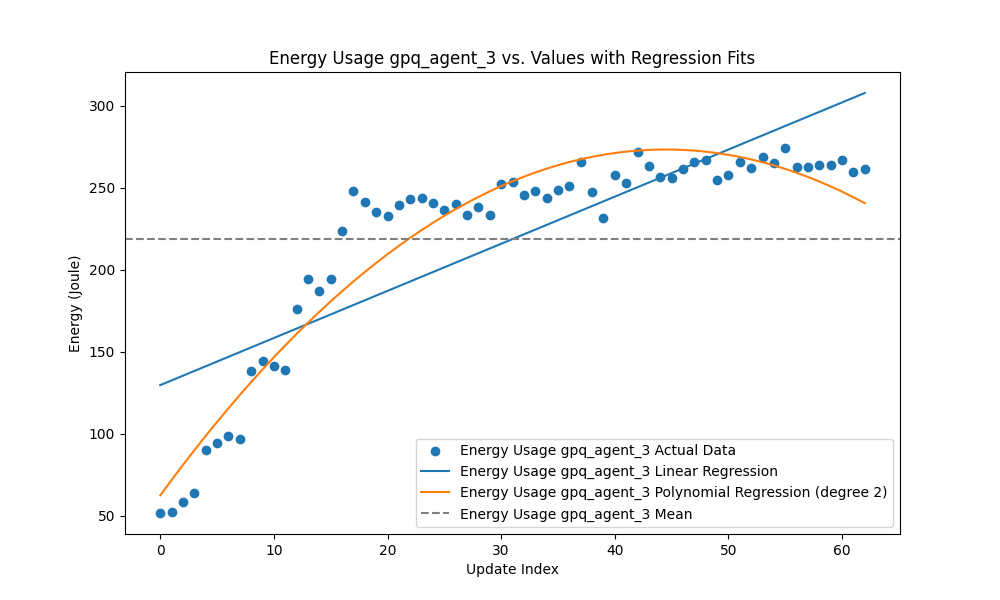 Energy Usage gpq_agent_3 vs. Values with Regression Fits
Energy (Joule)
300
250
200
150
100
50
Energy Usage gpq_agent_3 Actual Data
Energy Usage gpq_agent_3 Linear Regression
Energy Usage gpq_agent_3 Polynomial Regression (degree 2)
Energy Usage gpq_agent_3 Mean
0 10 20 30 40 50 60
Update Index